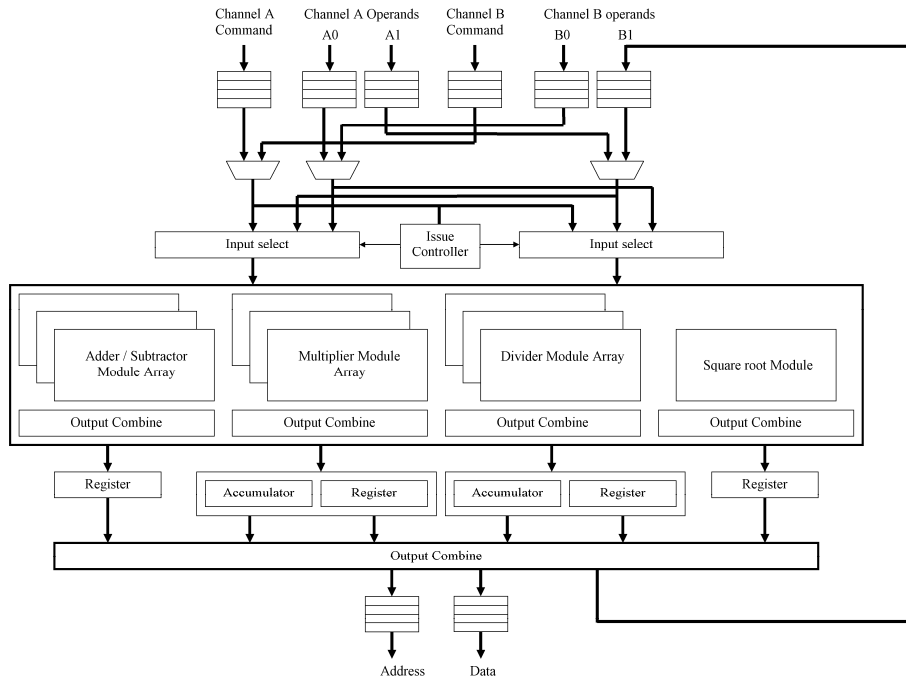 Channel A
Command
Channel A Operands
A0 A1
Channel B
Command
Channel B operands
B0 B1
Input select
Issue
Controller
Input select
Adder / Subtractor
Module Array
Multiplier Module
Array
Divider Module Array
Square root Module
Output Combine
Output Combine
Output Combine
Output Combine
Register
Accumulator
Register
Accumulator
Register
Register
Output Combine
Address
Data